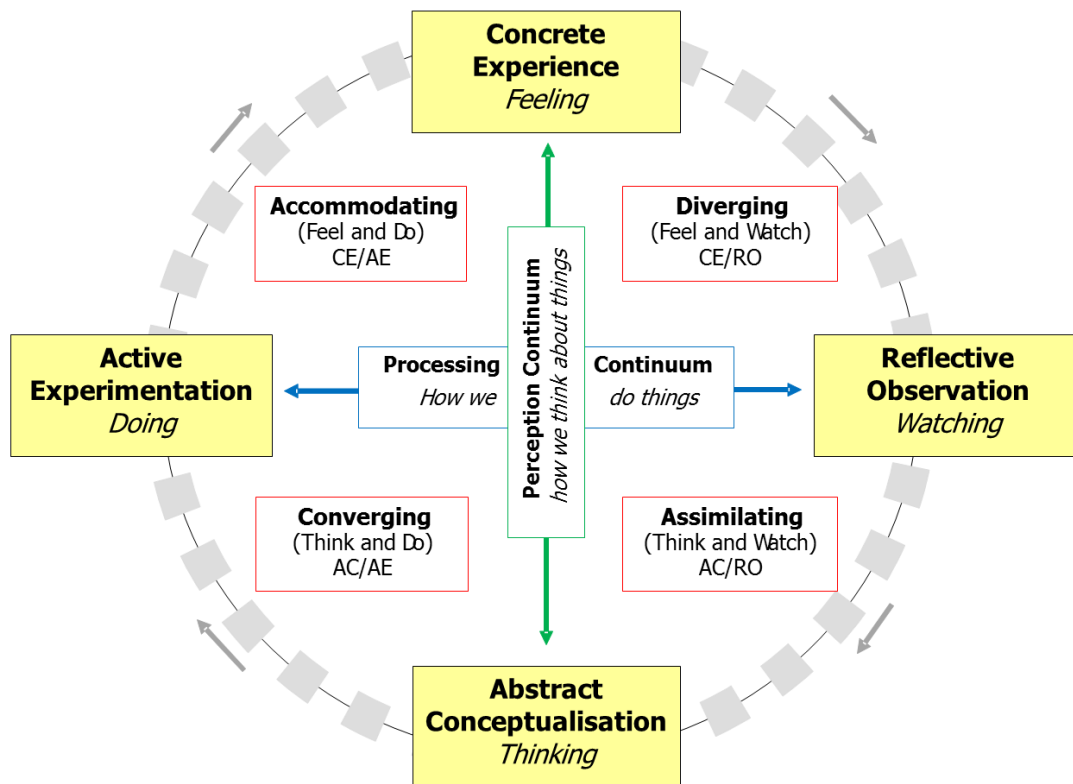 Concrete
Experience
Feeling
Accommodating
(Feel and Do)
CE/AE
Diverging
(Feel and Watch)
CE/RO
Perception Continuum
how we think about things
Active
Experimentation
Doing
Processing
How we
Continuum
do things
Reflective
Observation
Watching
Converging
(Think and Do)
AC/AE
Assimilating
(Think and Watch)
AC/RO
Abstract
Conceptualisation
Thinking